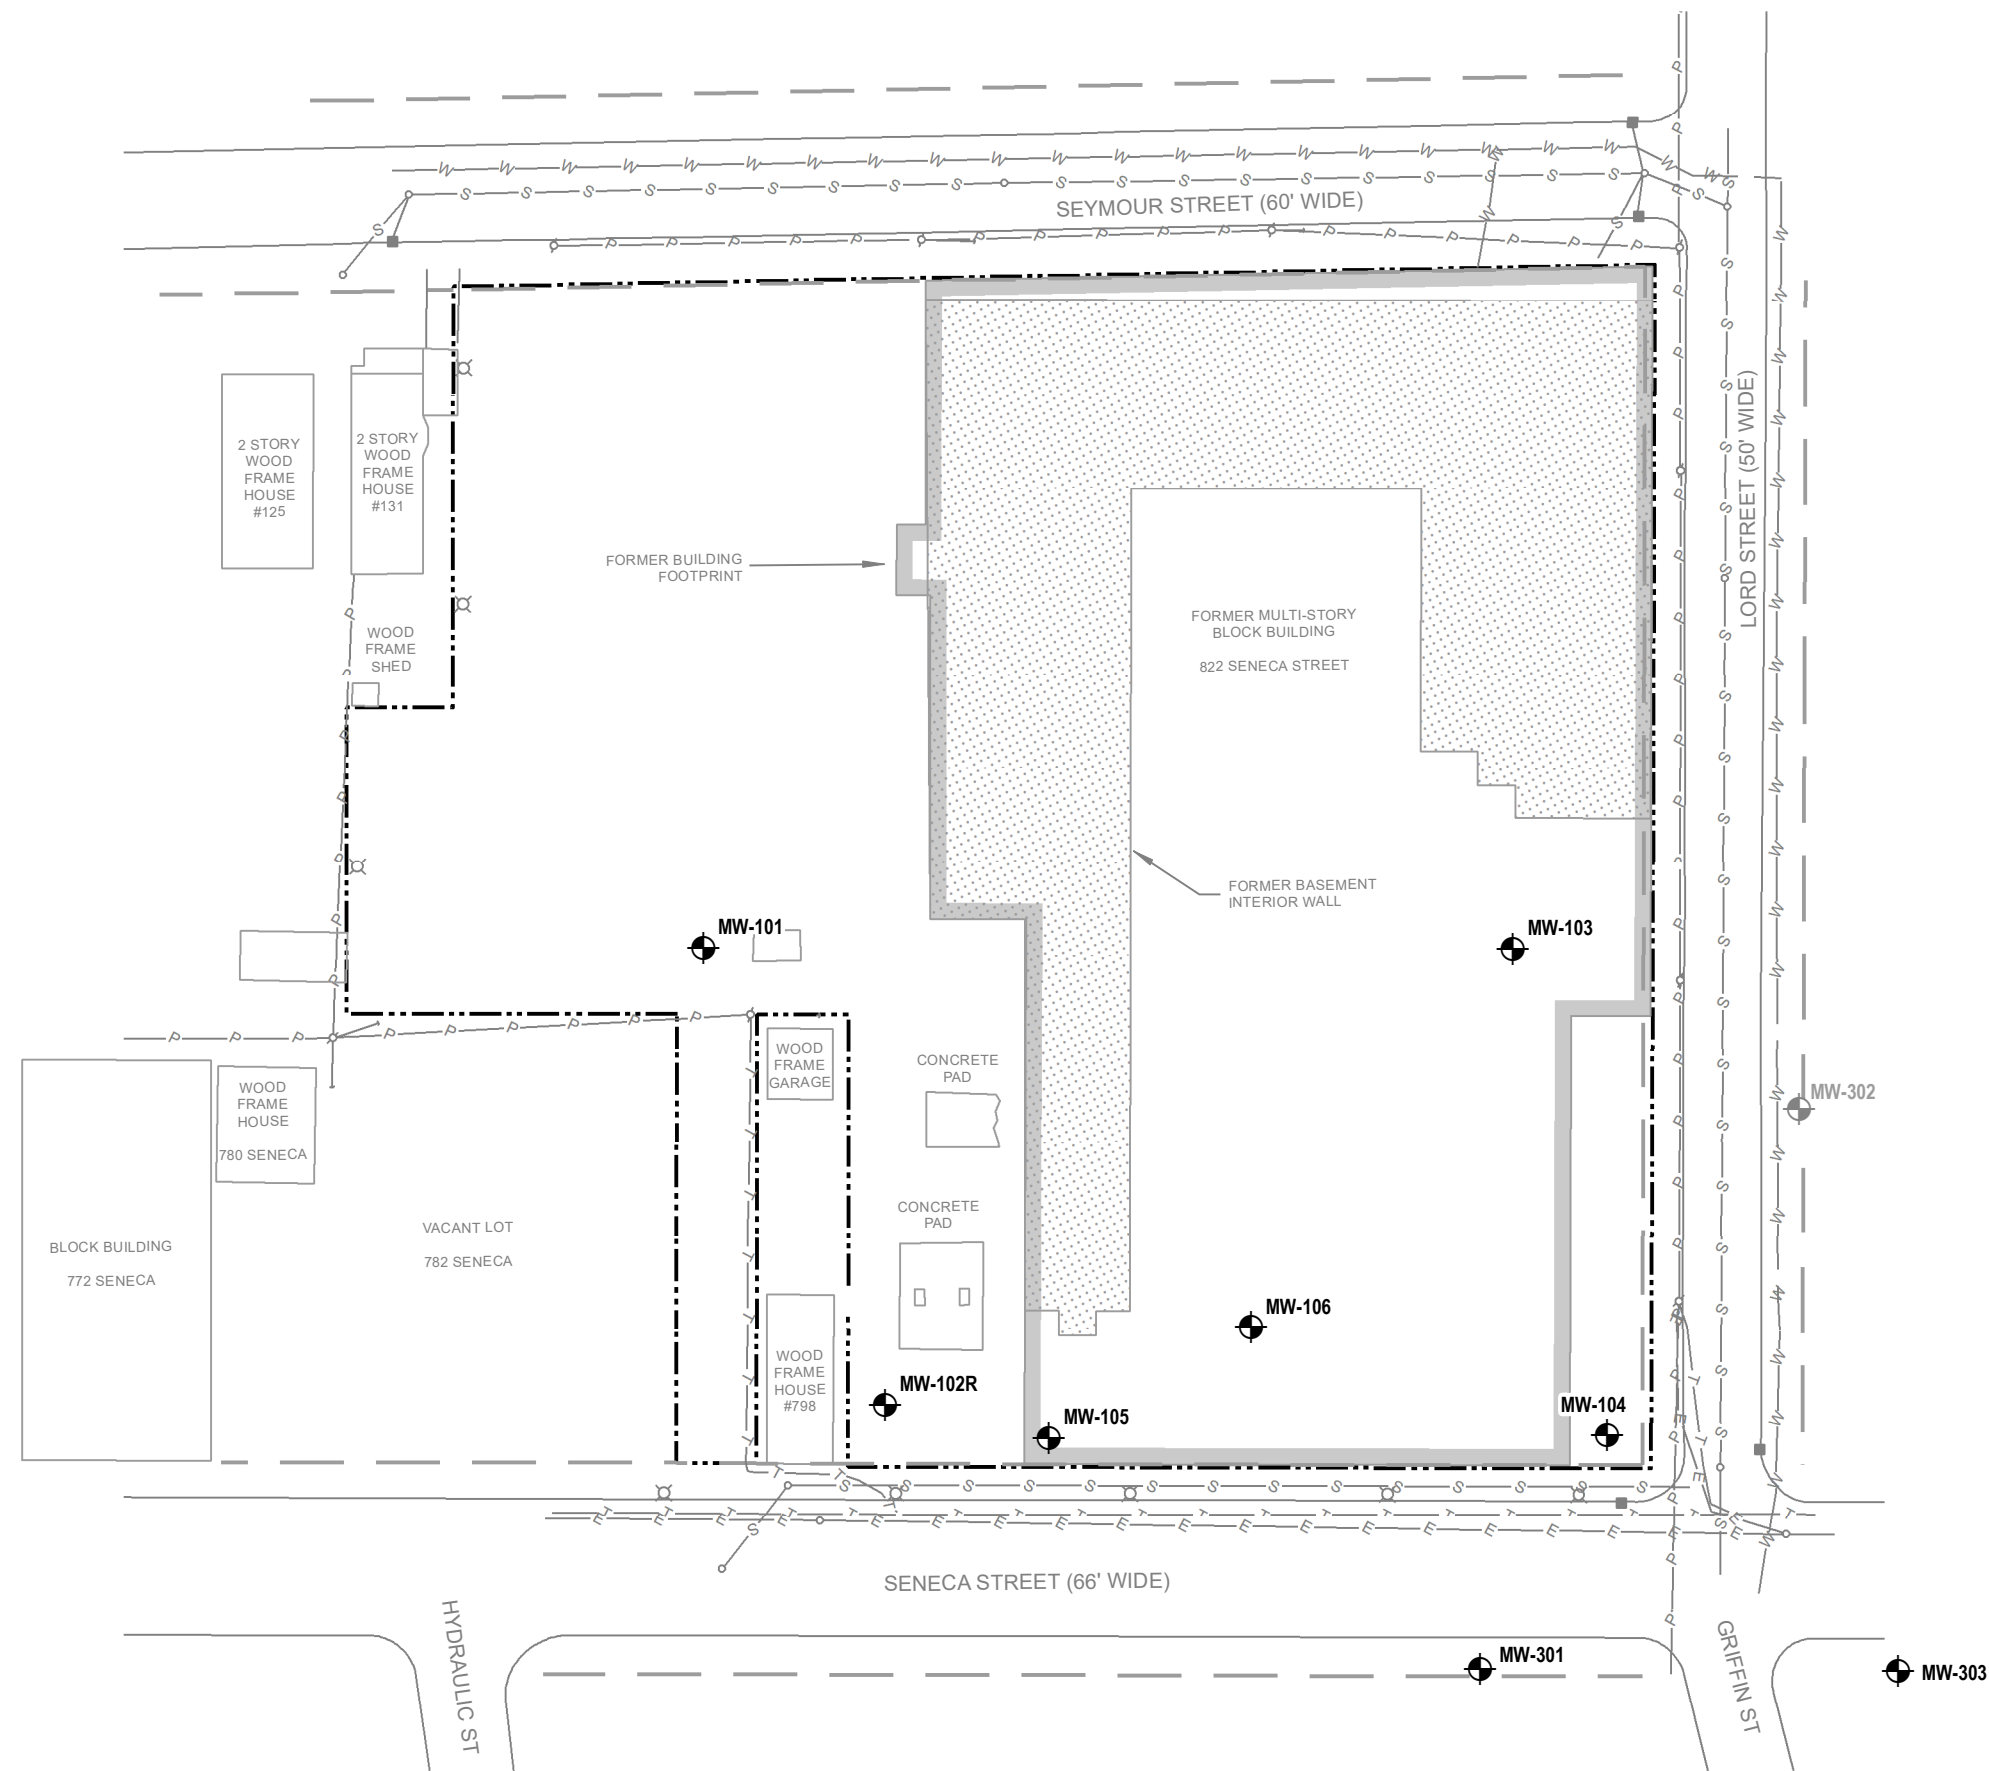 SEYMOUR STREET (60' WIDE)
LORD STREET (50' WIDE)
2 STORY
WOOD
FRAME
HOUSE
#125
2 STORY
WOOD
FRAME
HOUSE
#131
FORMER BUILDING
FOOTPRINT
WOOD
FRAME
SHED
FORMER MULTI-STORY
BLOCK BUILDING
822 SENECA STREET
FORMER BASEMENT
INTERIOR WALL
MW-101
MW-103
WOOD
FRAME
GARAGE
CONCRETE
PAD
WOOD
FRAME
HOUSE
780 SENECA
MW-302
CONCRETE
PAD
VACANT LOT
782 SENECA
BLOCK BUILDING
772 SENECA
MW-106
WOOD
FRAME
HOUSE
#798
MW-102R
MW-105
MW-104
SENECA STREET (66' WIDE)
HYDRAULIC ST
GRIFFIN ST
MW-301
MW-303